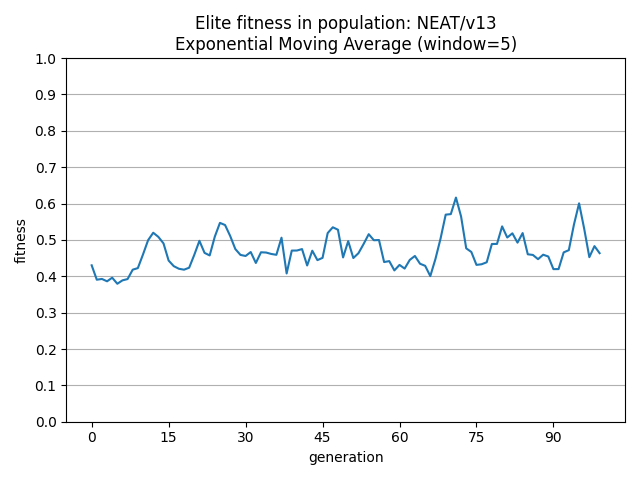 Elite fitness in population: NEAT/v13
Exponential Moving Average (window=5)
1.0
0.9
0.8
0.7
0.6
0.5
0.4
0.3
0.2
0.1
0.0
fitness
0 15 30 45 60 75 90
generation